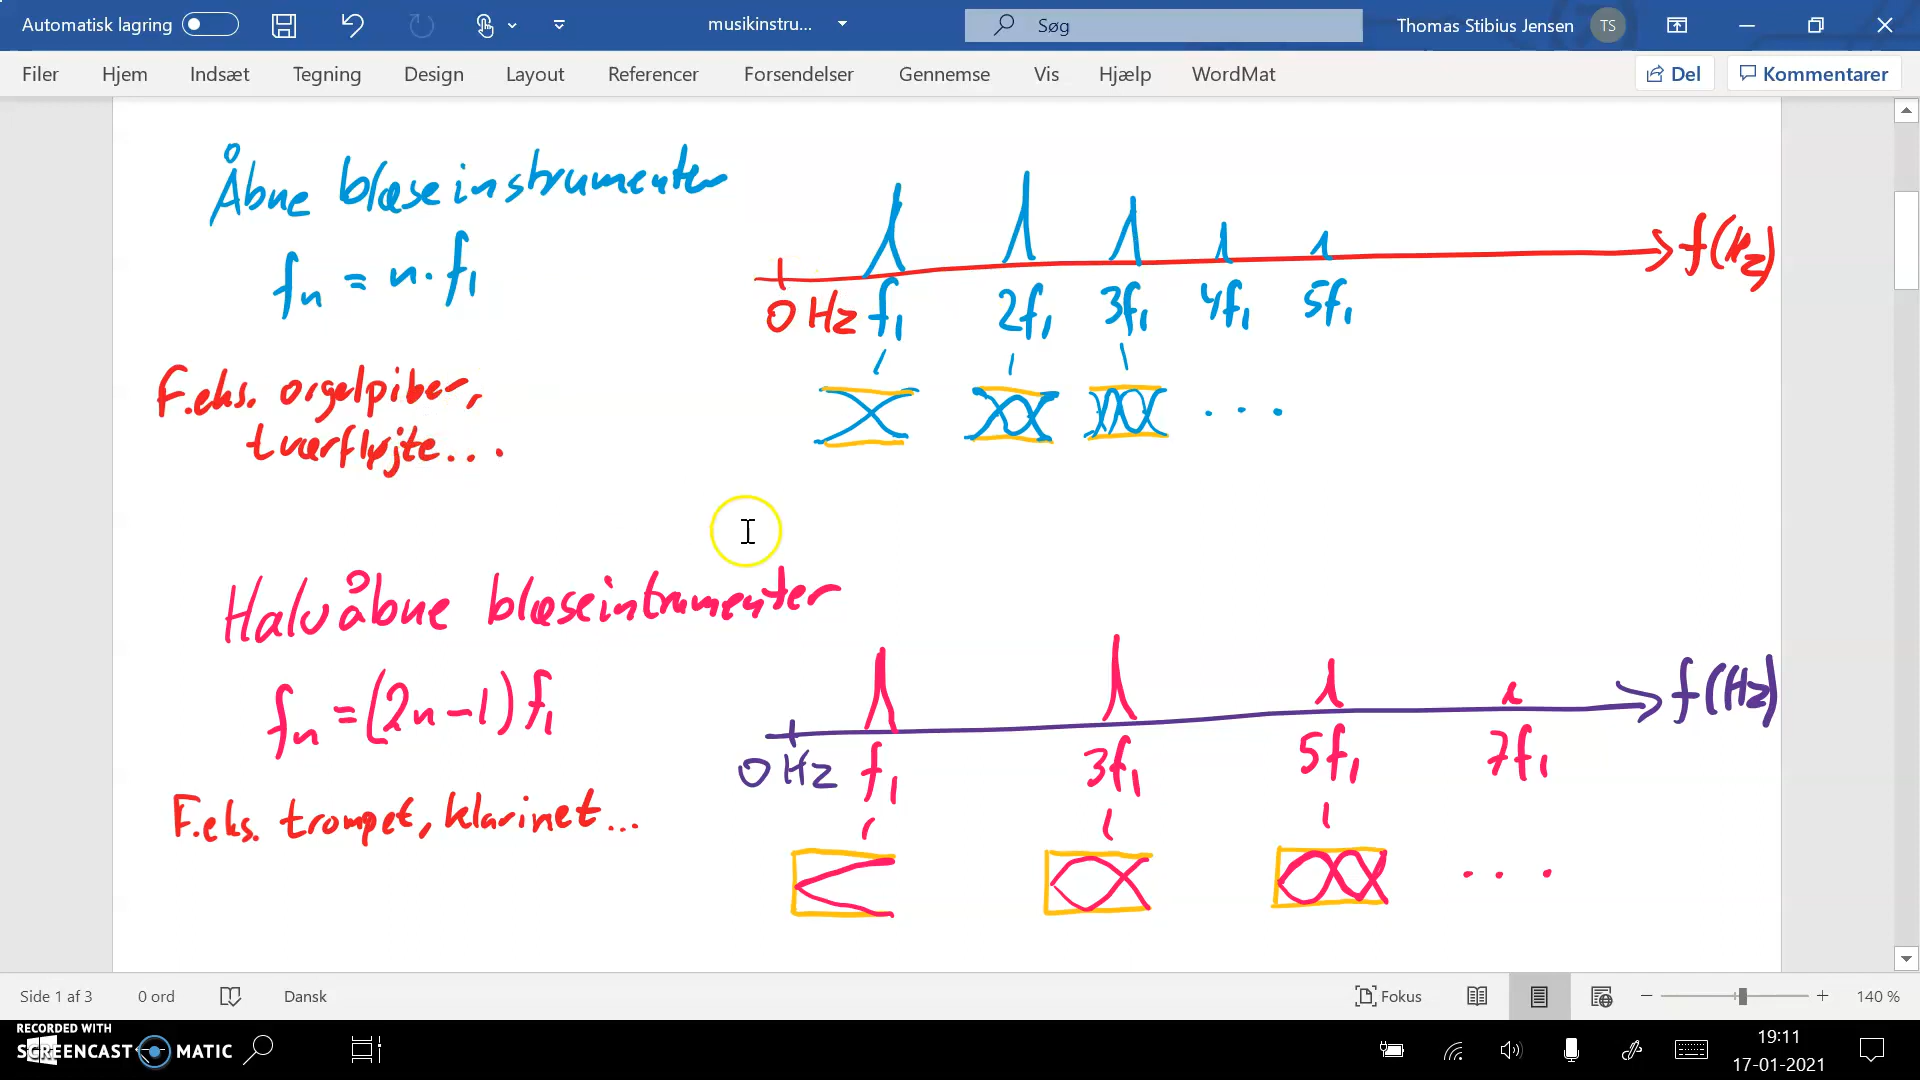 Automatisk lagring
musikinstru...
Søg
Thomas Stibius Jensen
TS
Filer Hjem Indsæt Tegning Design Layout Referencer Forsendelser Gennemse Vis Hjælp WordMat
Del
Kommentarer
Åbne blæseinstrumenter
fn = n · f1
f(Hz)
0 Hz f1 2f1 3f1 4f1 5f1
F.eks. orgelpiber,
tværfløjte...
...
Halvåbne blæseintrumenter
fn = (2n-1) f1
f(Hz)
0 Hz f1 3f1 5f1 7f1
F.eks. trompet, klarinet...
...
Side 1 af 3
0 ord
Dansk
Fokus
140 %
RECORDED WITH
SCREENCAST MATIC
19:11
17-01-2021